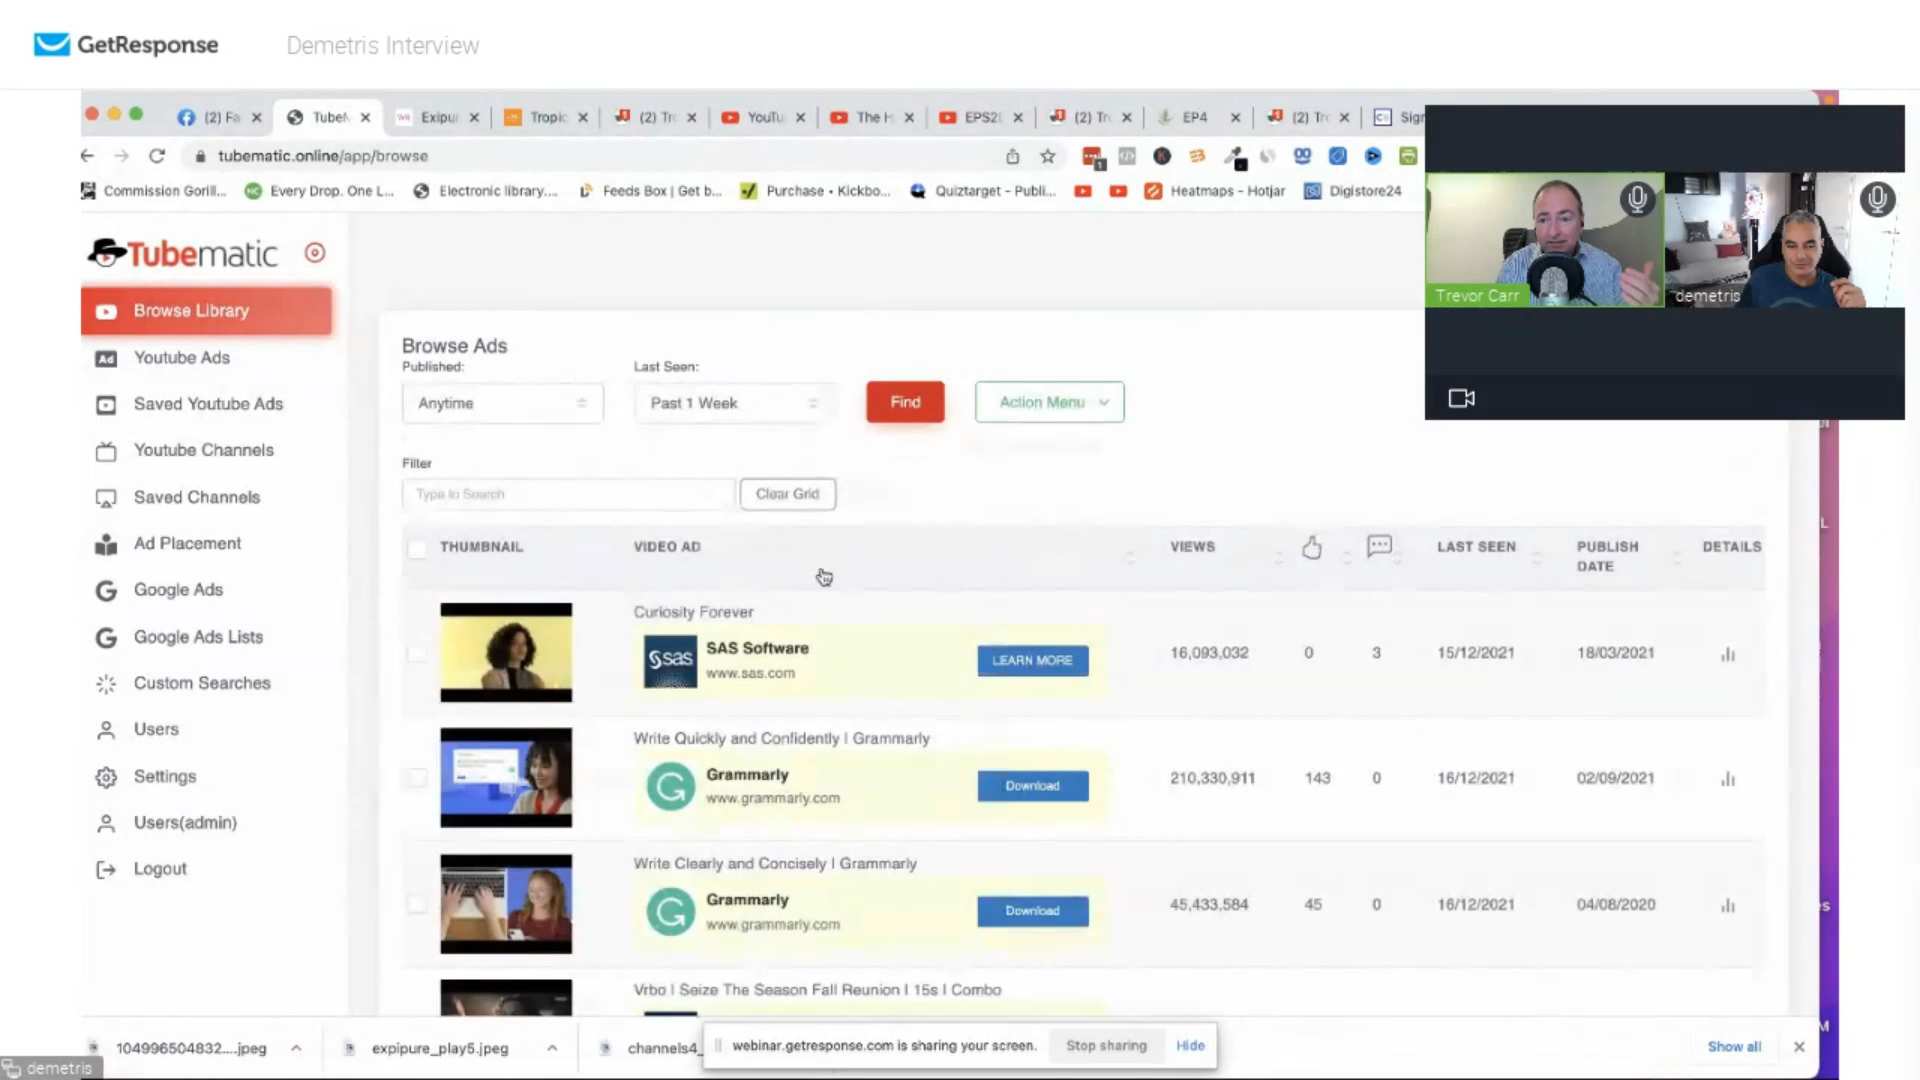 GetResponse
Demetris Interview
(2) Fa
Exipur
Tropic
(2) Tr
YouTu
The H
EPS2
(2) Tr
EP4
(2) Tr
Sig
tubematic.online/app/browse
Commission Gorill...
Every Drop. One L...
Electronic library....
Feeds Box | Get b...
Purchase • Kickbo...
Quiztarget – Publi...
Heatmaps - Hotjar
Digistore24
Trevor Carr
demetris
Tubematic
Browse Library
Ad Youtube Ads
Saved Youtube Ads
Youtube Channels
Saved Channels
Ad Placement
Google Ads
Google Ads Lists
Custom Searches
Users
Settings
Users(admin)
Logout
Browse Ads
Published:
Last Seen:
Anytime
Past 1 Week
Find
Action Menu
Filter
Type to Search
Clear Grid
THUMBNAIL
VIDEO AD
VIEWS
LAST SEEN
PUBLISH
DATE
DETAILS
Curiosity Forever
sas
SAS Software
www.sas.com
LEARN MORE
16,093,032
0
3
15/12/2021
18/03/2021
Write Quickly and Confidently | Grammarly
Grammarly
www.grammarly.com
Download
210,330,911
143
0
16/12/2021
02/09/2021
Write Clearly and Concisely | Grammarly
Grammarly
www.grammarly.com
Download
45,433,584
45
0
16/12/2021
04/08/2020
Vrbo | Seize The Season Fall Reunion | 15s | Combo
104996504832....jpeg
expipure_play5.jpeg
channels4_
webinar.getresponse.com is sharing your screen.
Stop sharing
Hide
Show all
demetris